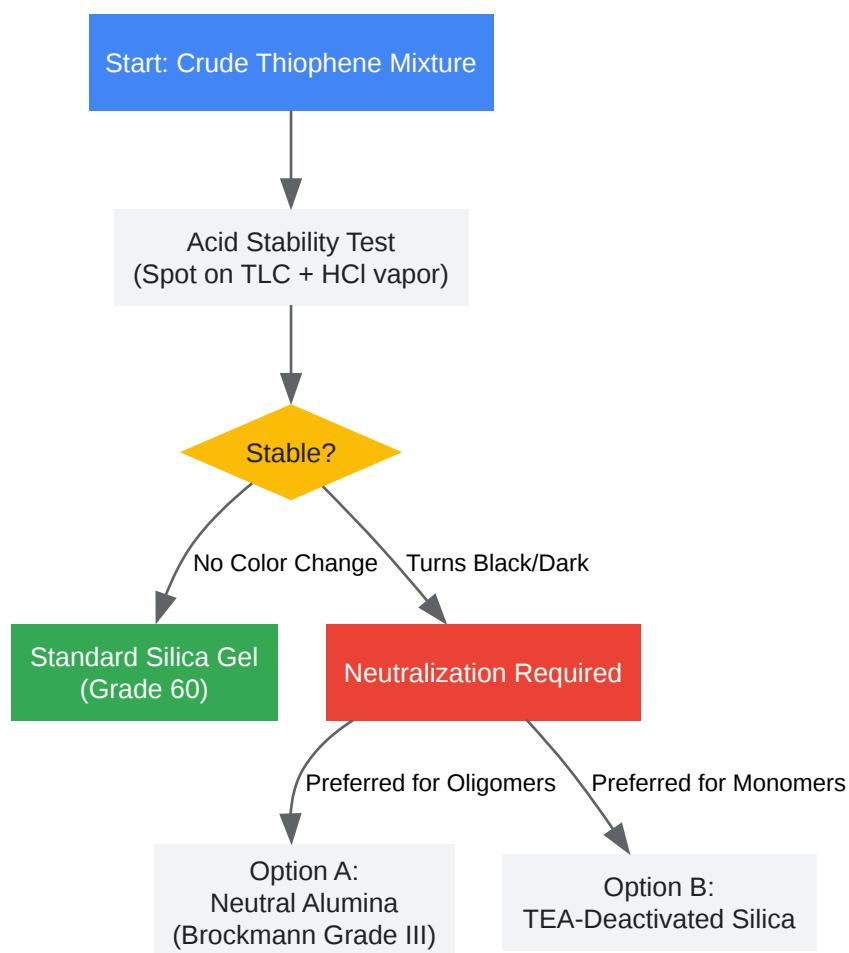 Start: Crude Thiophene Mixture
Acid Stability Test
(Spot on TLC + HCl vapor)
Stable?
No Color Change
Turns Black/Dark
Standard Silica Gel
(Grade 60)
Neutralization Required
Preferred for Oligomers
Preferred for Monomers
Option A:
Neutral Alumina
(Brockmann Grade III)
Option B:
TEA-Deactivated Silica